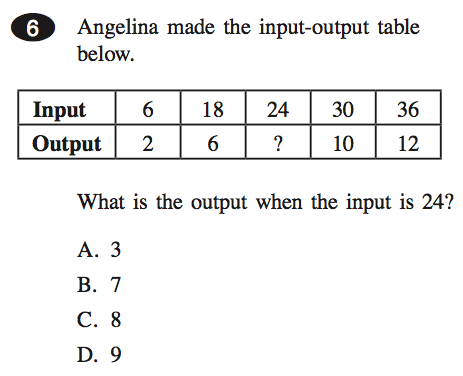 6 Angelina made the input-output table
below.
Input 6 18 24 30 36
Output 2 6 ? 10 12
What is the output when the input is 24?
A. 3
B. 7
C. 8
D. 9